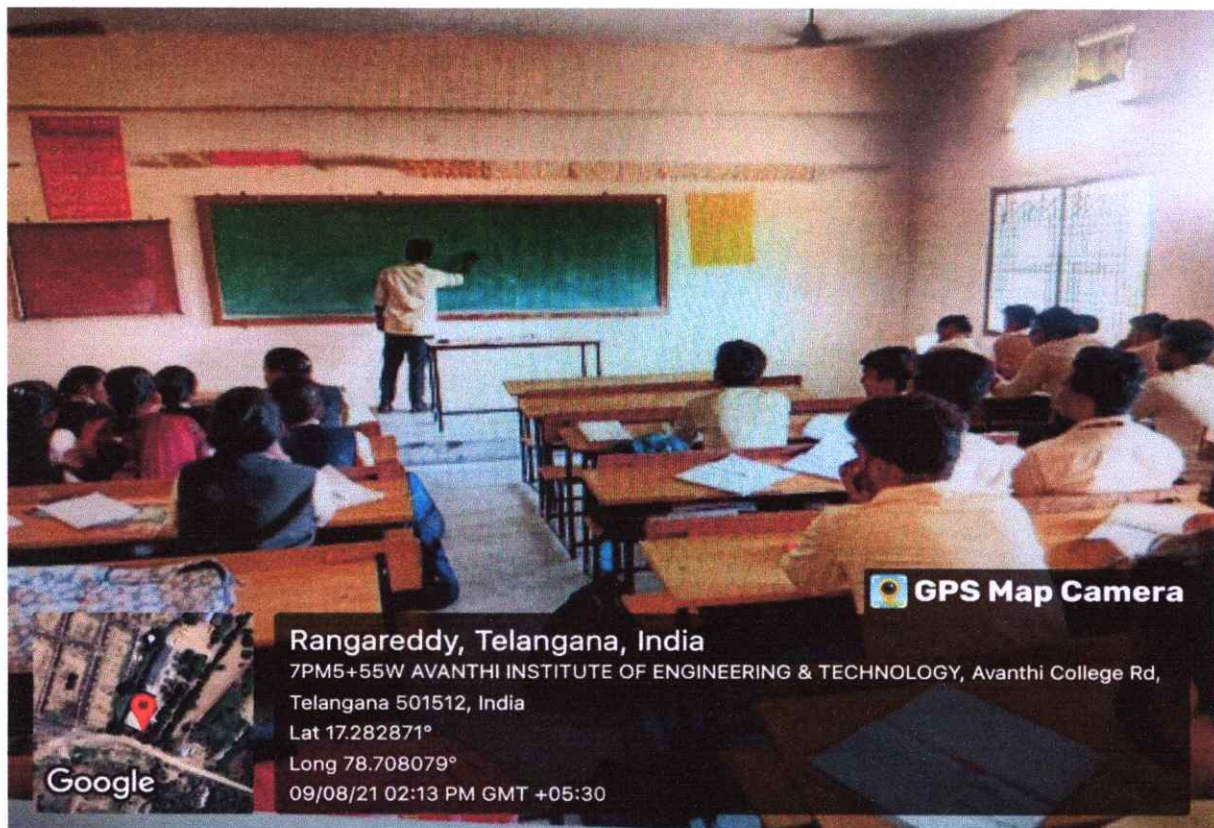 GPS Map Camera
Rangareddy, Telangana, India
7PM5+55W AVANTHI INSTITUTE OF ENGINEERING & TECHNOLOGY, Avanthi College Rd,
Telangana 501512, India
Lat 17.282871°
Long 78.708079°
09/08/21 02:13 PM GMT +05:30
Google